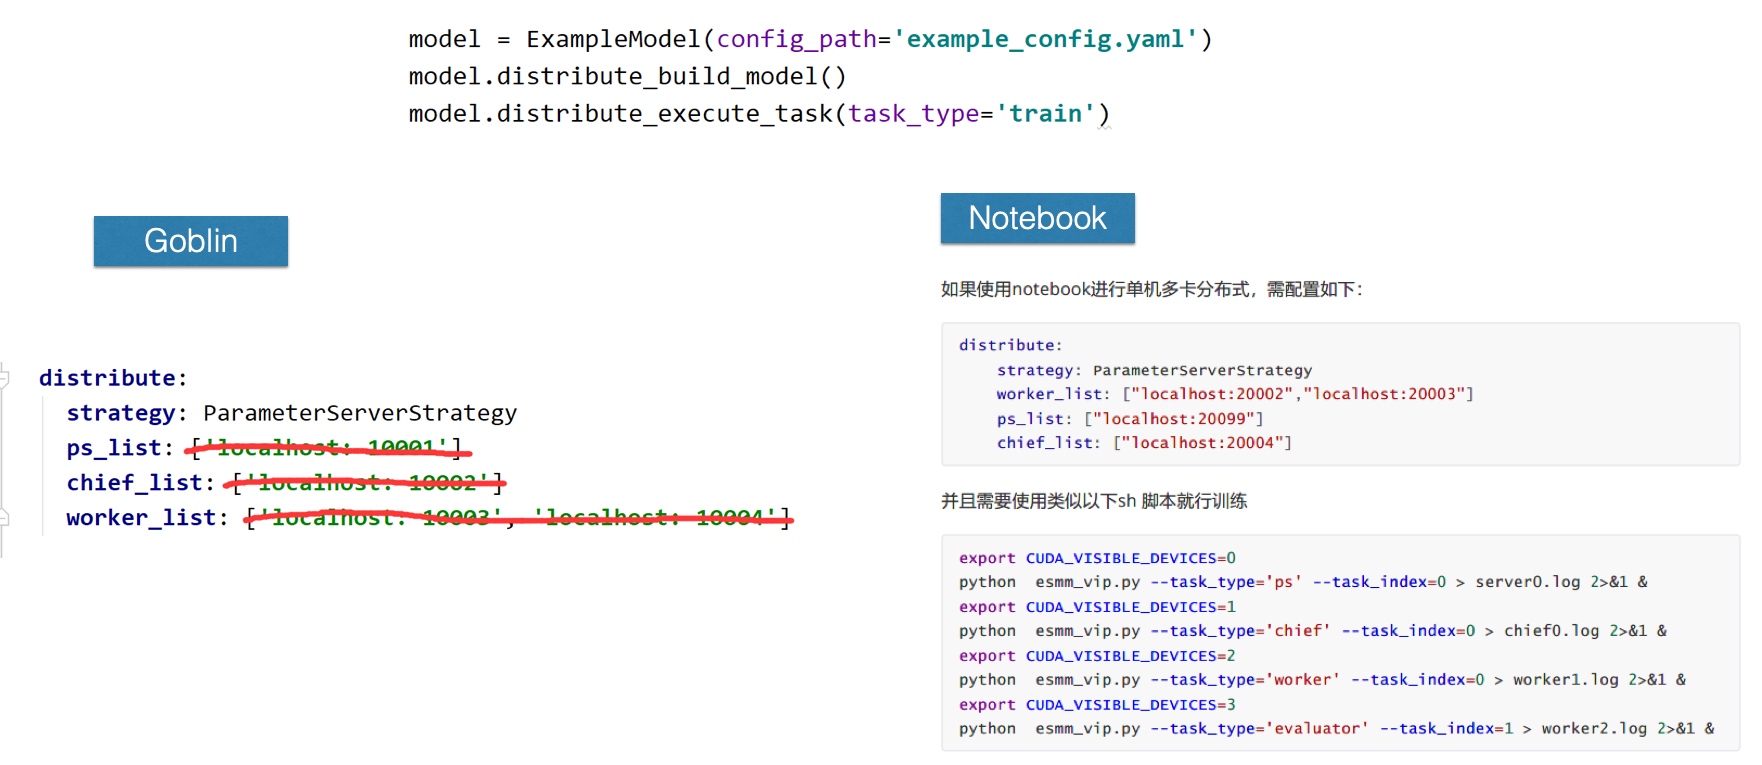 model = ExampleModel(config_path='example_config.yaml')
model.distribute_build_model()
model.distribute_execute_task(task_type='train')
Goblin
distribute:
strategy: ParameterServerStrategy
ps_list: ['localhost: 10001']
chief_list: ['localhost: 10002']
worker_list: ['localhost: 10003', 'localhost: 10004']
Notebook
如果使用notebook进行单机多卡分布式，需配置如下：
distribute:
strategy: ParameterServerStrategy
worker_list: ["localhost:20002","localhost:20003"]
ps_list: ["localhost:20099"]
chief_list: ["localhost:20004"]
并且需要使用类似以下sh 脚本就行训练
export CUDA_VISIBLE_DEVICES=0
python  esmm_vip.py --task_type='ps' --task_index=0 > server0.log 2>&1 &
export CUDA_VISIBLE_DEVICES=1
python  esmm_vip.py --task_type='chief' --task_index=0 > chief0.log 2>&1 &
export CUDA_VISIBLE_DEVICES=2
python  esmm_vip.py --task_type='worker' --task_index=0 > worker1.log 2>&1 &
export CUDA_VISIBLE_DEVICES=3
python  esmm_vip.py --task_type='evaluator' --task_index=1 > worker2.log 2>&1 &